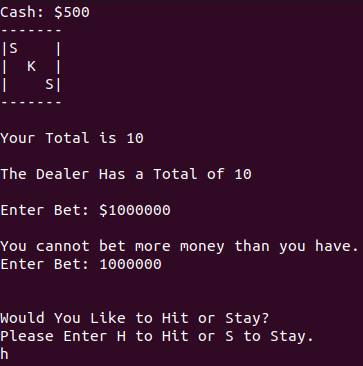 Cash: $500
-------
|S    |
|  K  |
|    S|
-------
Your Total is 10
The Dealer Has a Total of 10
Enter Bet: $1000000
You cannot bet more money than you have.
Enter Bet: 1000000
Would You Like to Hit or Stay?
Please Enter H to Hit or S to Stay.
h